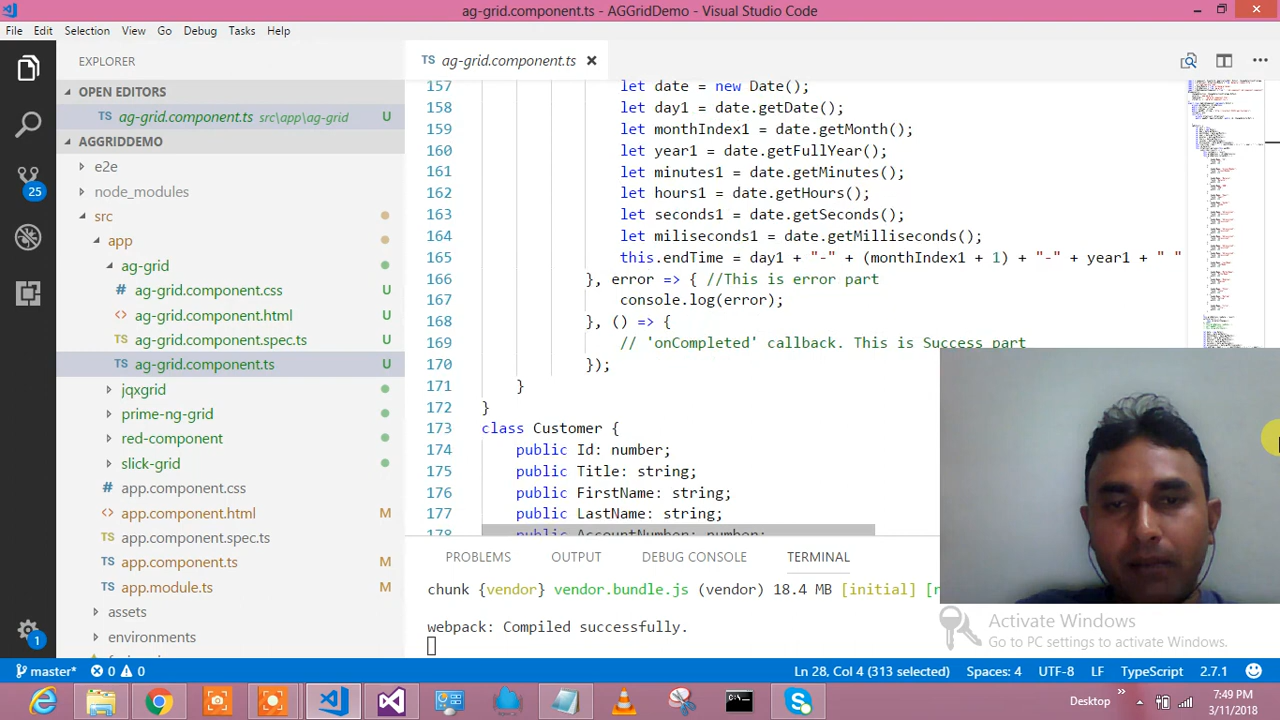 ag-grid.component.ts - AGGridDemo - Visual Studio Code
File Edit Selection View Go Debug Tasks Help
EXPLORER
OPEN EDITORS
TS ag-grid.component.ts src\app\ag-grid U
AGGRIDDEMO
e2e
node_modules
src
app
ag-grid
# ag-grid.component.css U
<> ag-grid.component.html U
TS ag-grid.component.spec.ts U
TS ag-grid.component.ts U
jqxgrid
prime-ng-grid
red-component
slick-grid
# app.component.css
<> app.component.html M
TS app.component.spec.ts
TS app.component.ts M
TS app.module.ts M
assets
environments
25
1
TS ag-grid.component.ts
157 let date = new Date();
158 let day1 = date.getDate();
159 let monthIndex1 = date.getMonth();
160 let year1 = date.getFullYear();
161 let minutes1 = date.getMinutes();
162 let hours1 = date.getHours();
163 let seconds1 = date.getSeconds();
164 let miliseconds1 = date.getMilliseconds();
165 this.endTime = day1 + "-" + (monthIndex1 + 1) + "-" + year1 + " "
166 }, error => { //This is error part
167 console.log(error);
168 }, () => {
169 // 'onCompleted' callback. This is Success part
170 });
171 }
172 }
173 class Customer {
174 public Id: number;
175 public Title: string;
176 public FirstName: string;
177 public LastName: string;
178 public AccountNumber: number;
PROBLEMS OUTPUT DEBUG CONSOLE TERMINAL
chunk {vendor} vendor.bundle.js (vendor) 18.4 MB [initial] [r
webpack: Compiled successfully.
Activate Windows
Go to PC settings to activate Windows.
master* 0 0 Ln 28, Col 4 (313 selected) Spaces: 4 UTF-8 LF TypeScript 2.7.1
Desktop
7:49 PM
3/11/2018